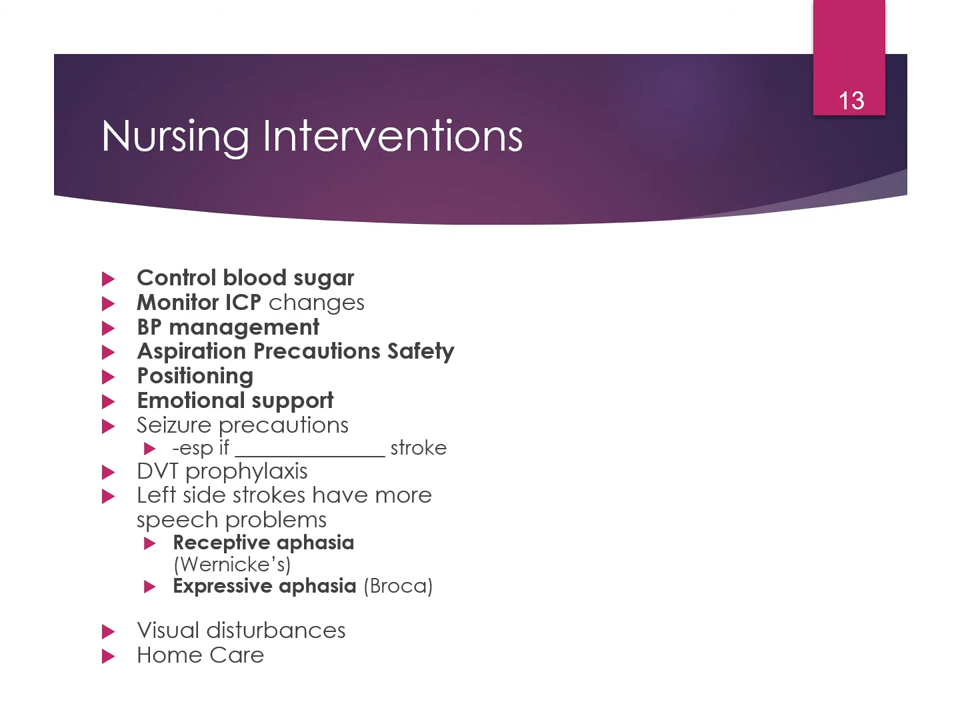 13
Nursing Interventions
Control blood sugar
Monitor ICP changes
BP management
Aspiration Precautions Safety
Positioning
Emotional support
Seizure precautions
-esp if ______________ stroke
DVT prophylaxis
Left side strokes have more
speech problems
Receptive aphasia
(Wernicke's)
Expressive aphasia (Broca)
Visual disturbances
Home Care